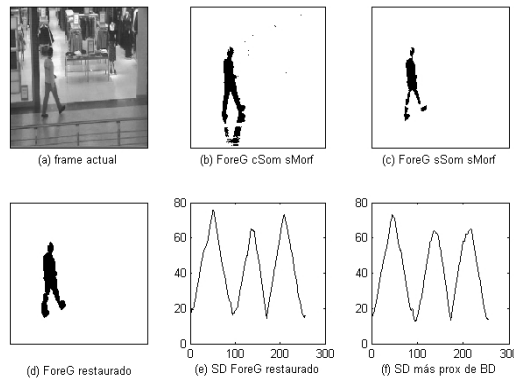 (a) frame actual
(b) ForeG cSom sMorf
(c) ForeG sSom sMorf
(d) ForeG restaurado
80
60
40
20
0
0 100 200 300
(e) SD ForeG restaurado
80
60
40
20
0
0 100 200 300
(f) SD más prox de BD